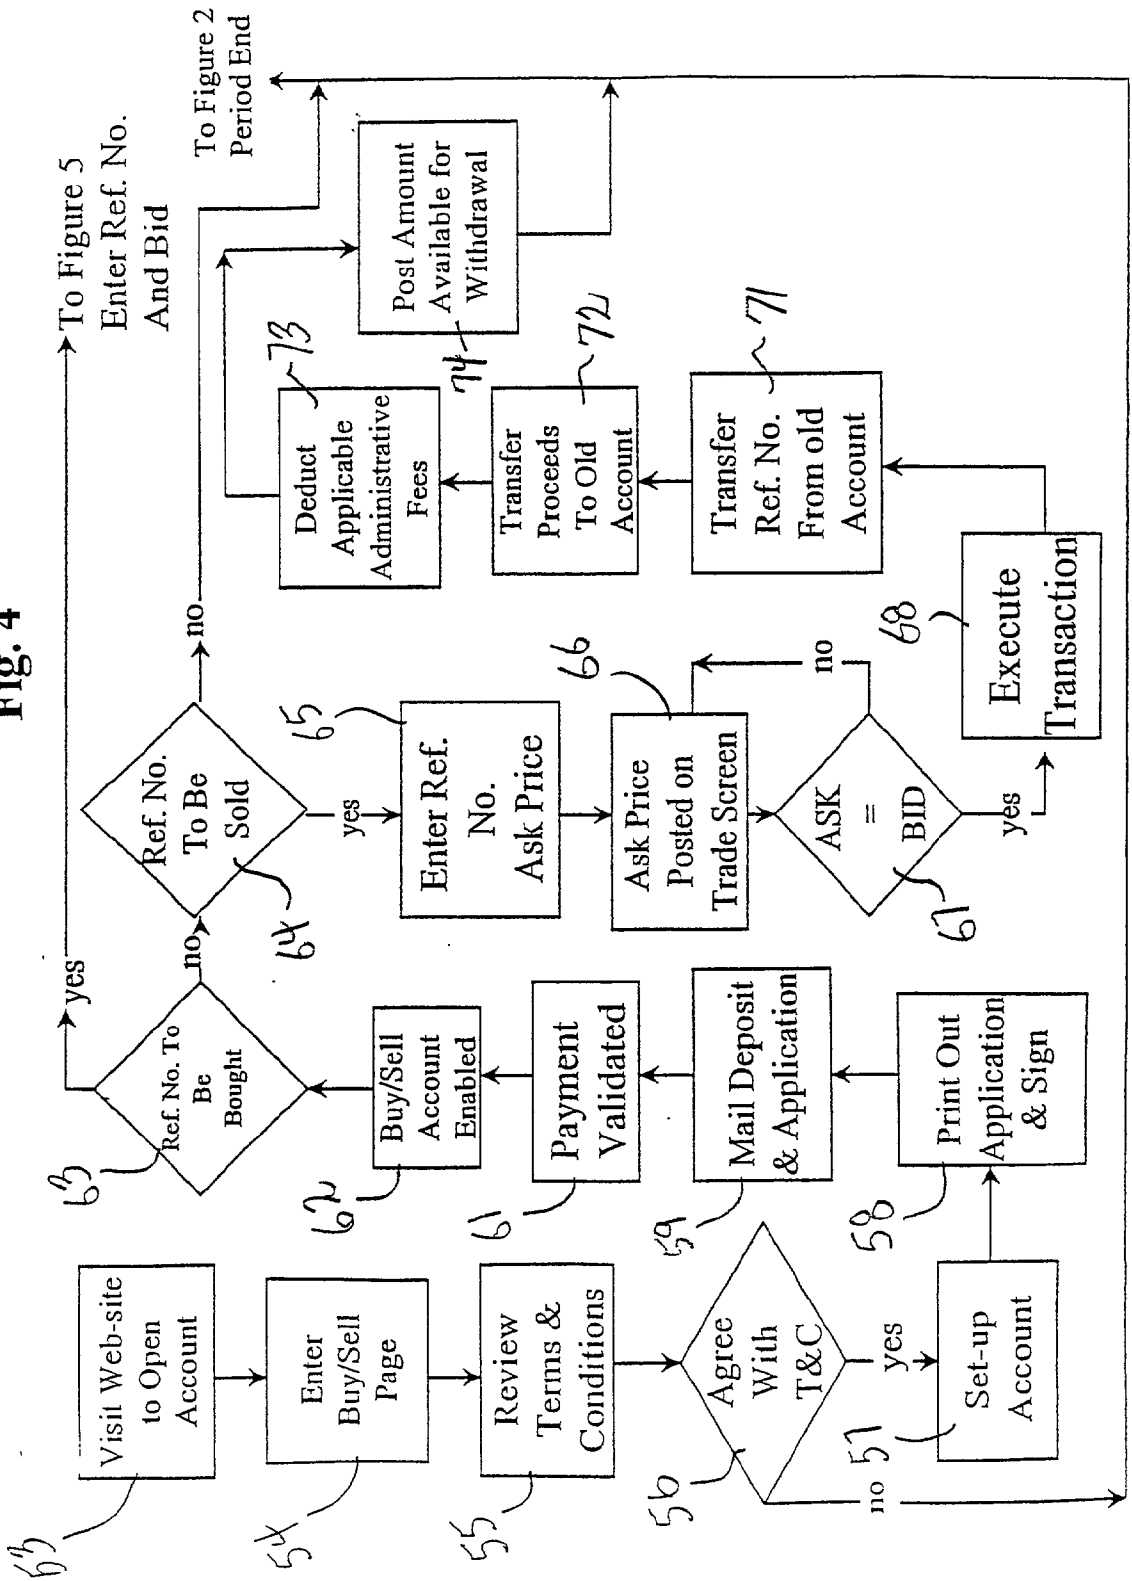 Fig. 4
Visit Web-site
to Open
Account
63
Enter
Buy/Sell
Page
54
Review
Terms &
Conditions
55
Agree
With
T&C
56
no
yes
Set-up
Account
57
Print Out
Application
& Sign
58
Mail Deposit
& Application
59
Payment
Validated
61
Buy/Sell
Account
Enabled
62
Ref. No. To
Be
Bought
63
yes
To Figure 5
Enter Ref. No.
And Bid
no
Ref. No.
To Be
Sold
64
no
To Figure 2
Period End
yes
Enter Ref.
No.
Ask Price
65
Ask Price
Posted on
Trade Screen
66
ASK
=
BID
67
no
yes
Execute
Transaction
68
Transfer
Ref. No.
From old
Account
71
Transfer
Proceeds
To Old
Account
72
Deduct
Applicable
Administrative
Fees
73
Post Amount
Available for
Withdrawal
74